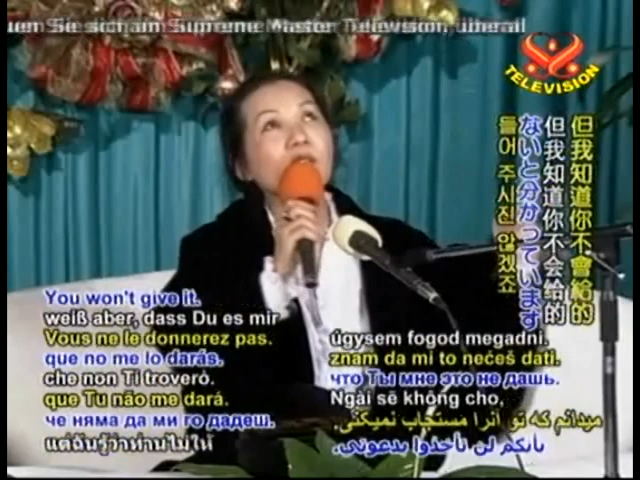 uen Sie sich am Supreme Master Television, überall
TELEVISION
但我知道你不會給的
但我知道你不会给的
ないと分かっています
들어 주시진 않겠죠
You won't give it.
weiß aber, dass Du es mir
Vous ne le donnerez pas.
que no me lo darás.
che non Ti troverò.
que Tu não me dará.
че няма да ми го дадеш.
แต่ฉันรู้ว่าท่านไม่ให้
úgysem fogod megadni.
znam da mi to nećeš dati.
что Ты мне это не дашь.
Ngài sẽ không cho,
میدانم که تو آنرا مستجاب نمیکنی.
بأنكم لن تأخذوا بدعوتي.